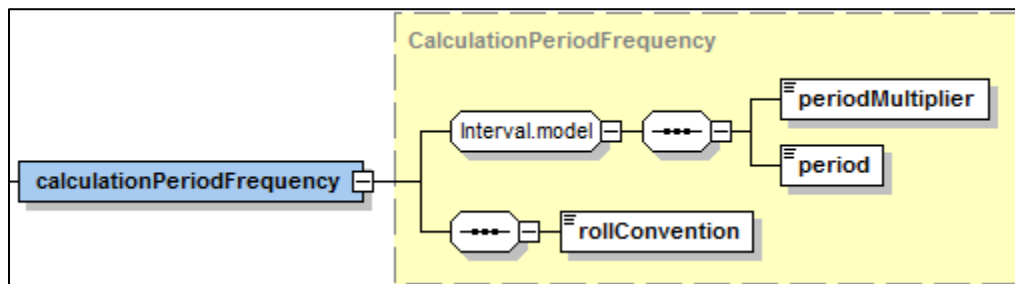 CalculationPeriodFrequency
Interval.model
periodMultiplier
period
calculationPeriodFrequency
rollConvention